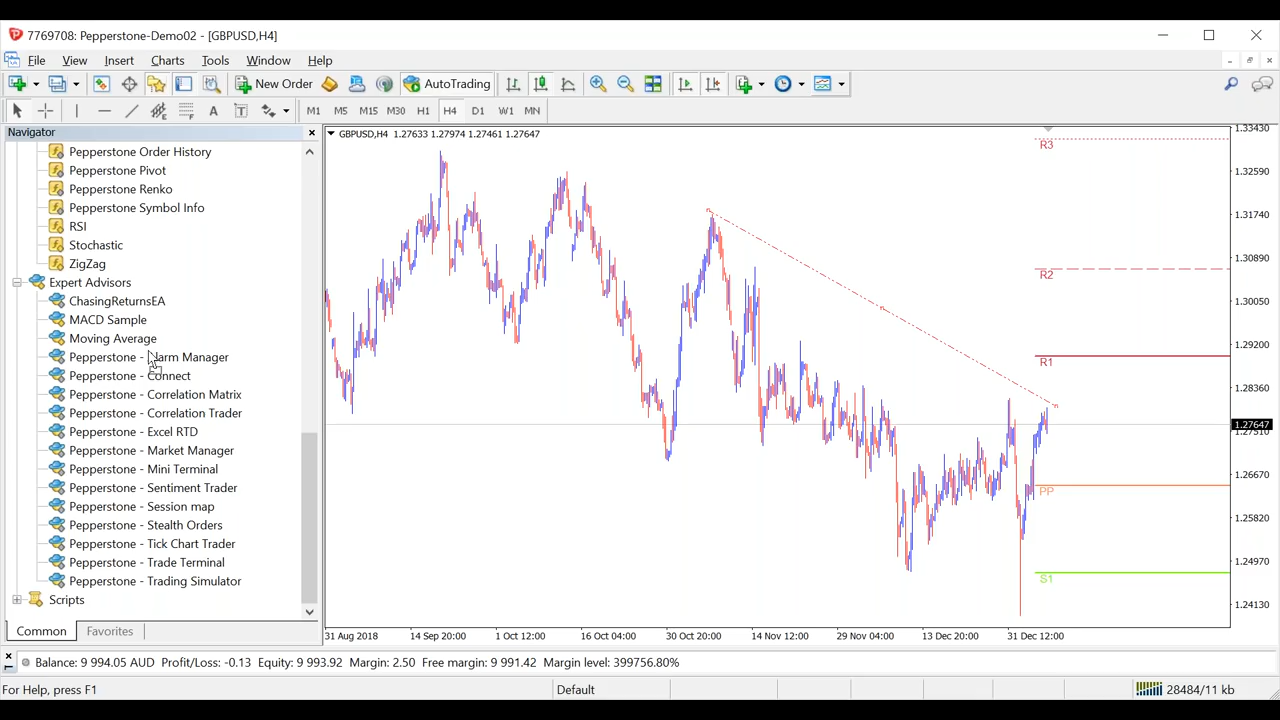 7769708: Pepperstone-Demo02 - [GBPUSD,H4]
File View Insert Charts Tools Window Help
New Order AutoTrading
A T M1 M5 M15 M30 H1 H4 D1 W1 MN
Navigator
Pepperstone Order History
Pepperstone Pivot
Pepperstone Renko
Pepperstone Symbol Info
RSI
Stochastic
ZigZag
Expert Advisors
ChasingReturnsEA
MACD Sample
Moving Average
Pepperstone - Alarm Manager
Pepperstone - Connect
Pepperstone - Correlation Matrix
Pepperstone - Correlation Trader
Pepperstone - Excel RTD
Pepperstone - Market Manager
Pepperstone - Mini Terminal
Pepperstone - Sentiment Trader
Pepperstone - Session map
Pepperstone - Stealth Orders
Pepperstone - Tick Chart Trader
Pepperstone - Trade Terminal
Pepperstone - Trading Simulator
Scripts
Common Favorites
GBPUSD,H4 1.27633 1.27974 1.27461 1.27647
R3
R2
R1
PP
S1
1.33430
1.32590
1.31740
1.30890
1.30050
1.29200
1.28360
1.27647
1.27510
1.26670
1.25820
1.24970
1.24130
31 Aug 2018 14 Sep 20:00 1 Oct 12:00 16 Oct 04:00 30 Oct 20:00 14 Nov 12:00 29 Nov 04:00 13 Dec 20:00 31 Dec 12:00
Balance: 9 994.05 AUD Profit/Loss: -0.13 Equity: 9 993.92 Margin: 2.50 Free margin: 9 991.42 Margin level: 399756.80%
For Help, press F1 Default 28484/11 kb